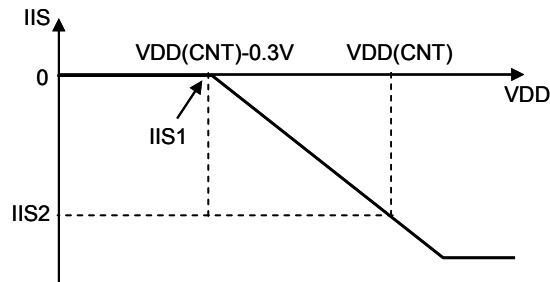 IIS
VDD(CNT)-0.3V
VDD(CNT)
0
VDD
IIS1
IIS2